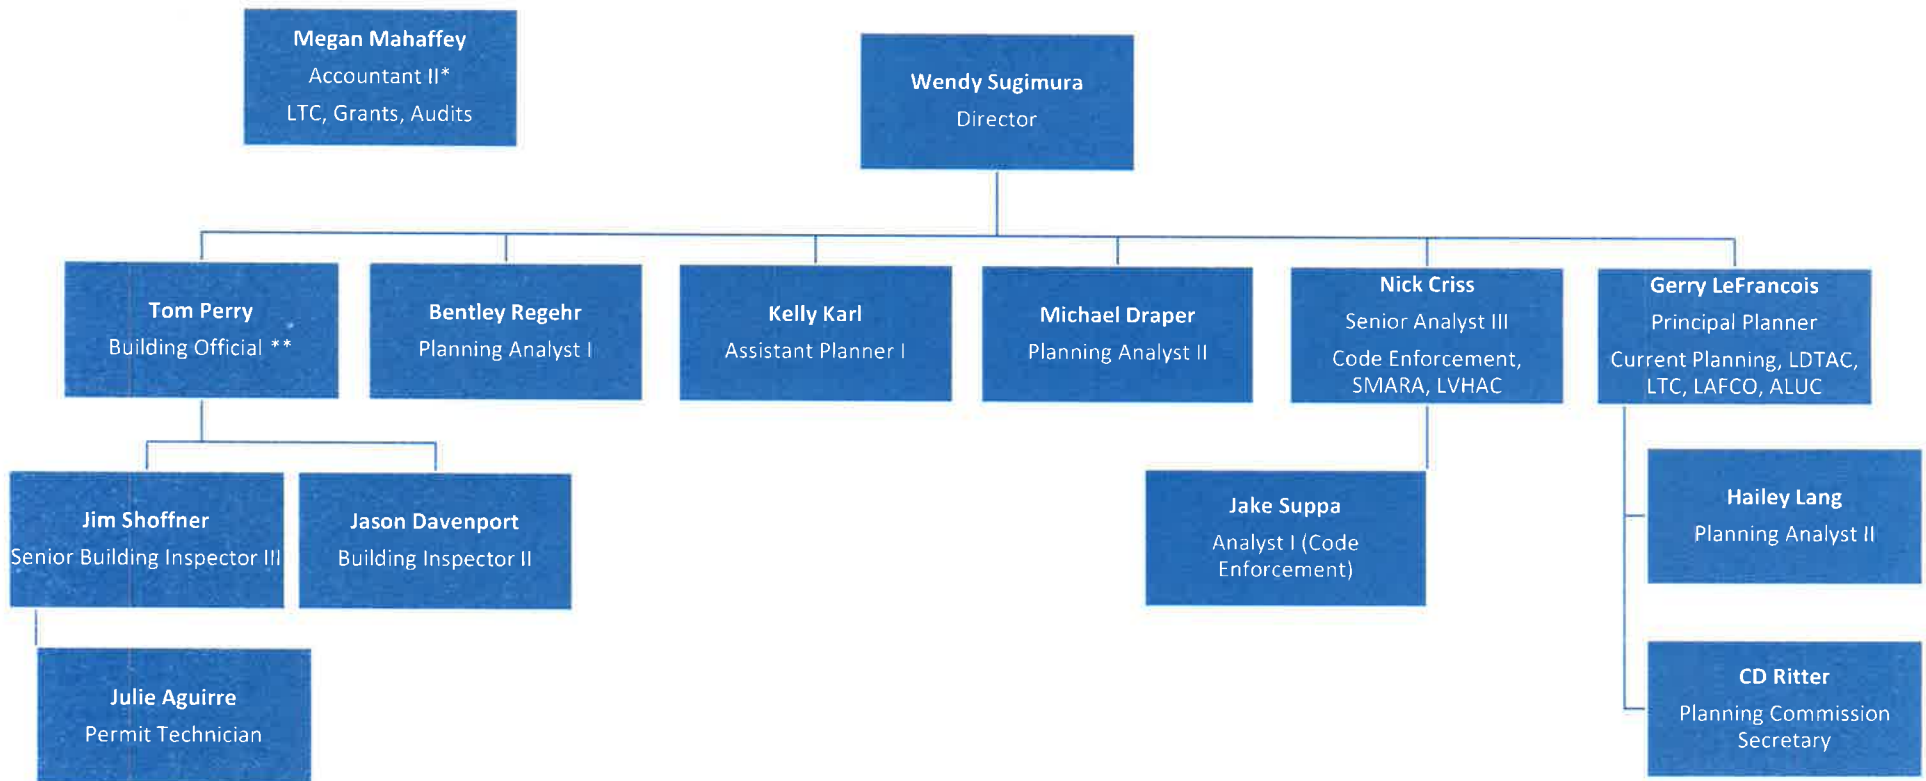 Megan Mahaffey
Accountant II*
LTC, Grants, Audits
Wendy Sugimura
Director
Tom Perry
Building Official **
Bentley Regehr
Planning Analyst I
Kelly Karl
Assistant Planner I
Michael Draper
Planning Analyst II
Nick Criss
Senior Analyst III
Code Enforcement,
SMARA, LVHAC
Gerry LeFrancois
Principal Planner
Current Planning, LDTAC,
LTC, LAFCO, ALUC
Jim Shoffner
Senior Building Inspector III
Jason Davenport
Building Inspector II
Jake Suppa
Analyst I (Code
Enforcement)
Hailey Lang
Planning Analyst II
Julie Aguirre
Permit Technician
CD Ritter
Planning Commission
Secretary